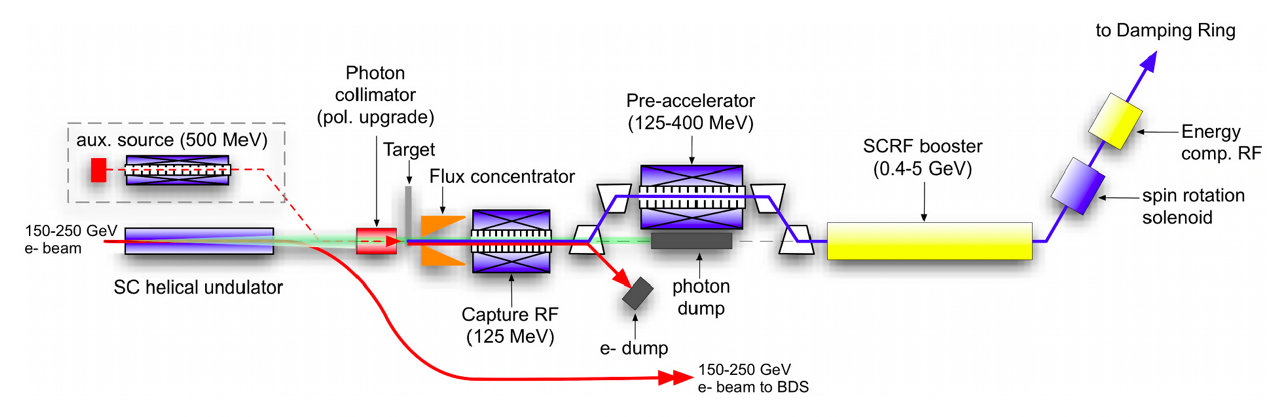 to Damping Ring
Photon
collimator
(pol. upgrade)
Pre-accelerator
(125-400 MeV)
aux. source (500 MeV)
Target
SCRF booster
(0.4-5 GeV)
Energy
comp. RF
Flux concentrator
spin rotation
solenoid
150-250 GeV
e- beam
SC helical undulator
photon
dump
Capture RF
(125 MeV)
e- dump
150-250 GeV
e- beam to BDS